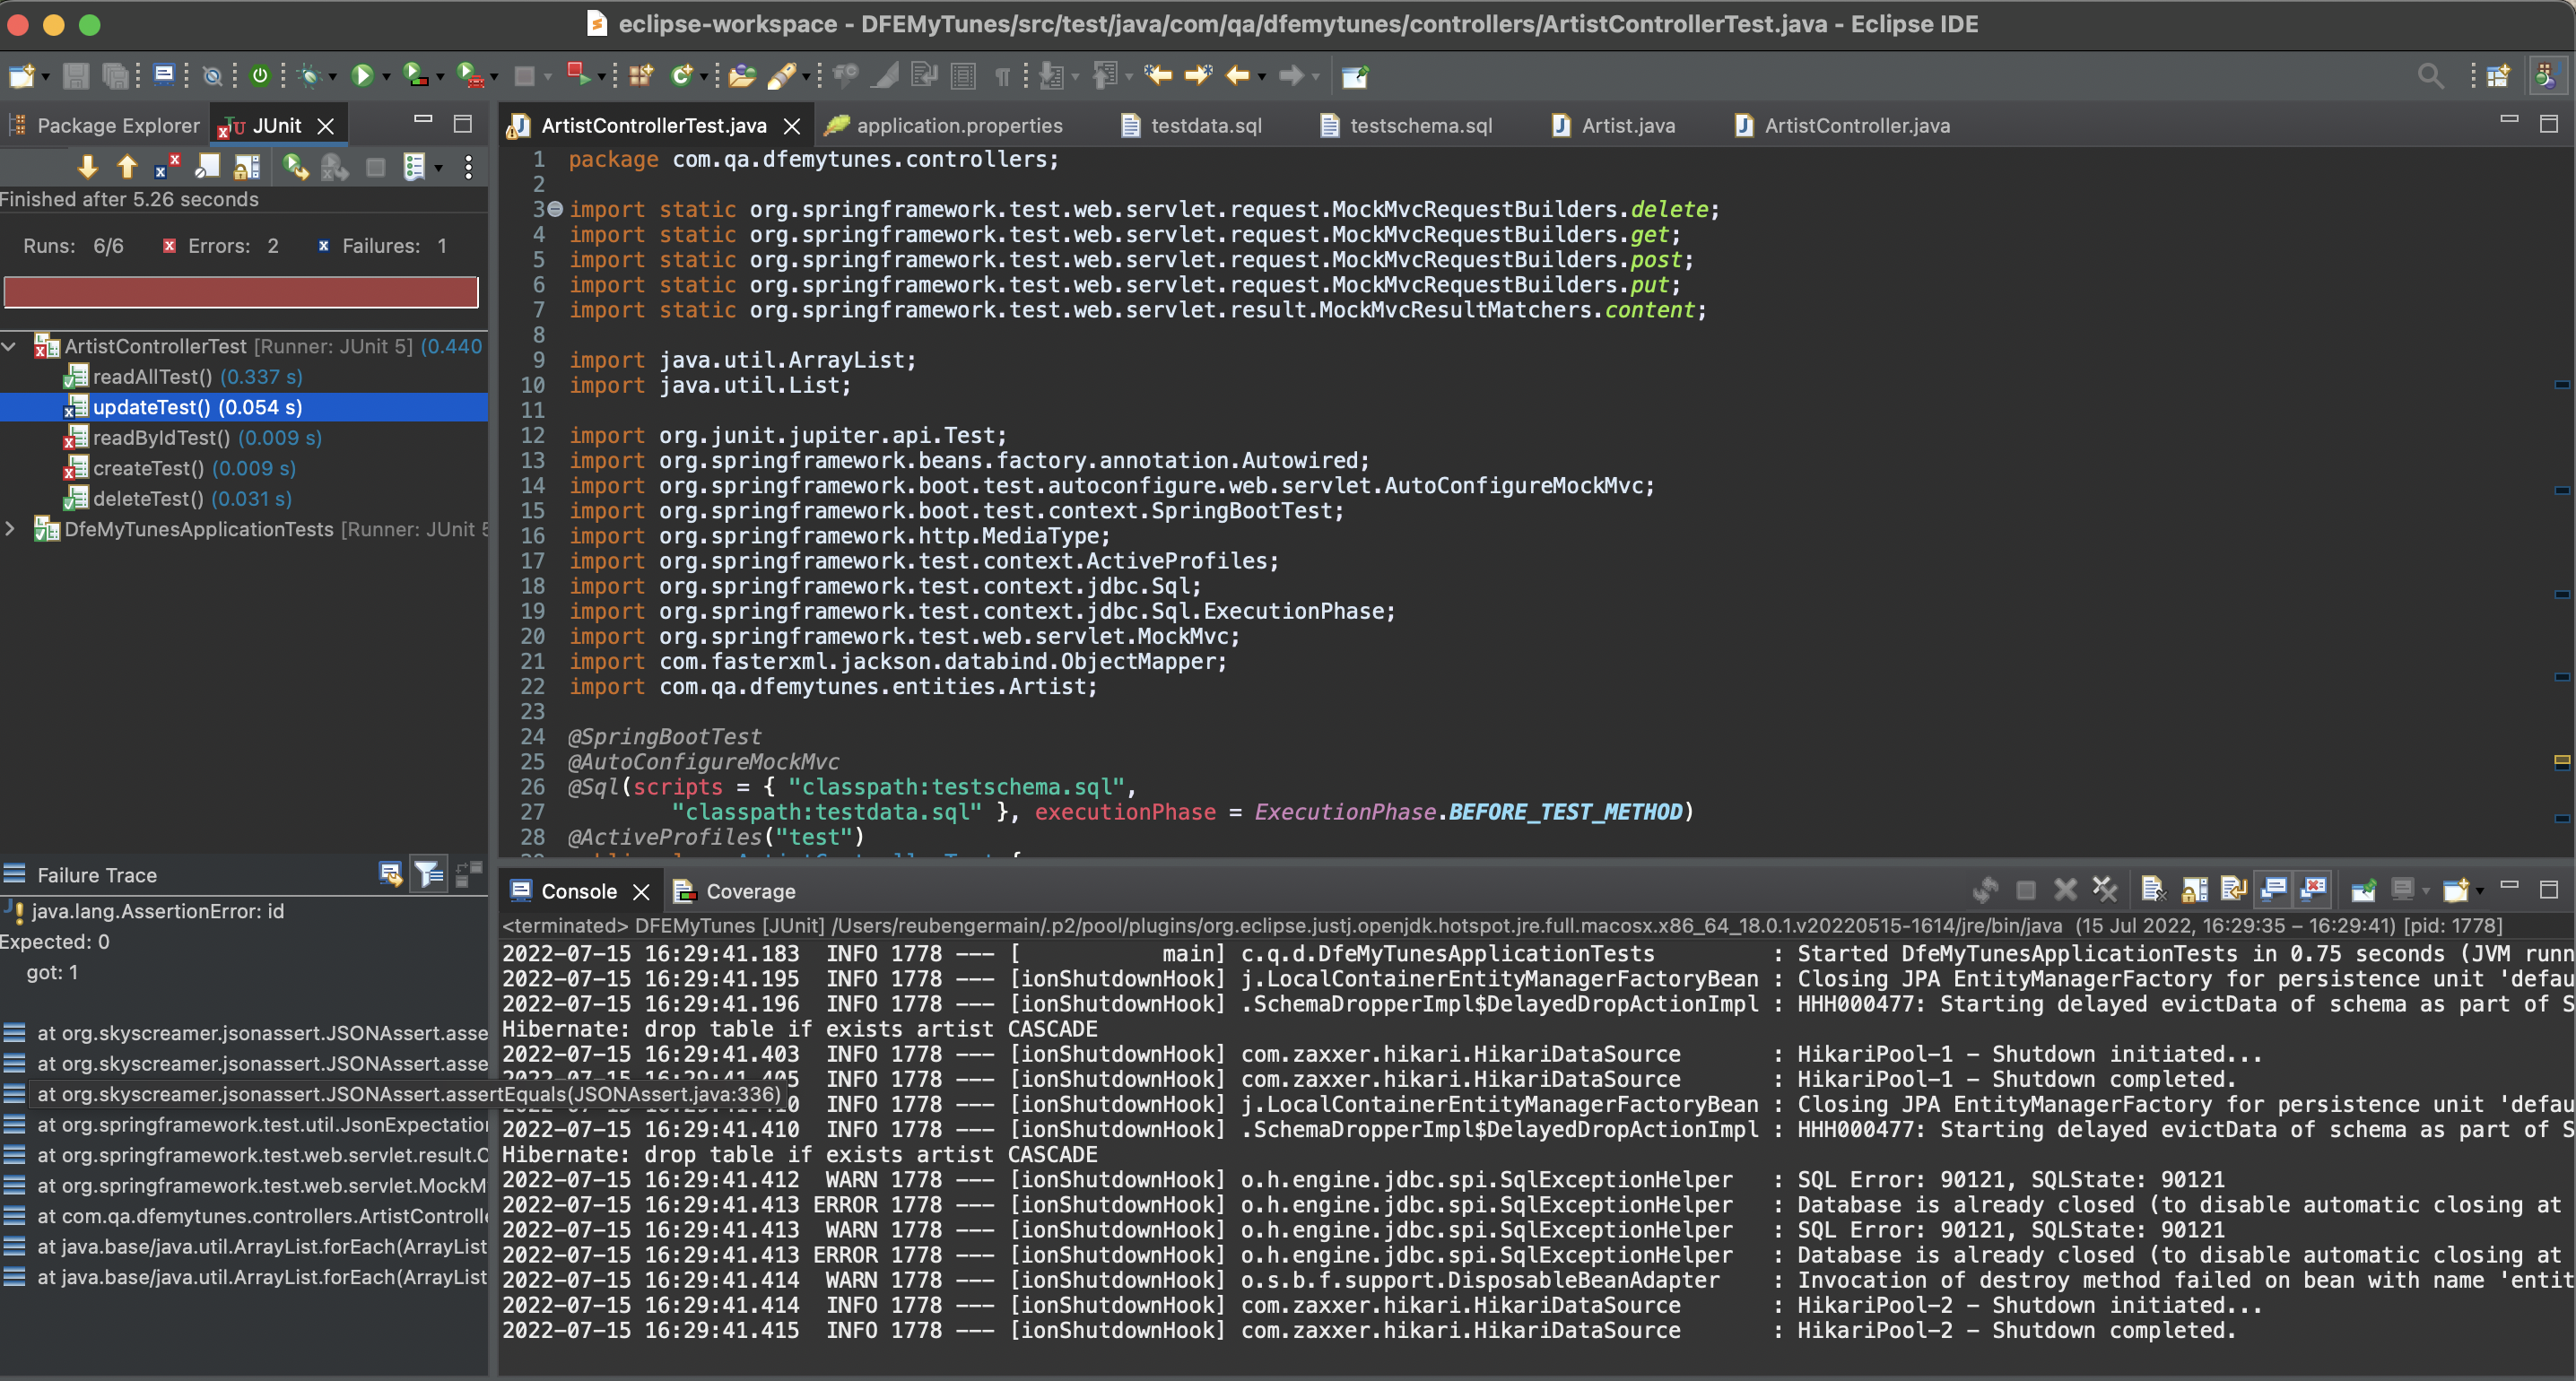 eclipse-workspace - DFEMyTunes/src/test/java/com/qa/dfemytunes/controllers/ArtistControllerTest.java - Eclipse IDE
Package Explorer
JUnit
Finished after 5.26 seconds
Runs: 6/6 Errors: 2 Failures: 1
ArtistControllerTest [Runner: JUnit 5] (0.440
readAllTest() (0.337 s)
updateTest() (0.054 s)
readByIdTest() (0.009 s)
createTest() (0.009 s)
deleteTest() (0.031 s)
DfeMyTunesApplicationTests [Runner: JUnit 5
Failure Trace
java.lang.AssertionError: id
Expected: 0
got: 1
at org.skyscreamer.jsonassert.JSONAssert.asse
at org.skyscreamer.jsonassert.JSONAssert.asse
at org.skyscreamer.jsonassert.JSONAssert.assertEquals(JSONAssert.java:336)
at org.springframework.test.util.JsonExpectation
at org.springframework.test.web.servlet.result.C
at org.springframework.test.web.servlet.MockM
at com.qa.dfemytunes.controllers.ArtistControlle
at java.base/java.util.ArrayList.forEach(ArrayList
at java.base/java.util.ArrayList.forEach(ArrayList
ArtistControllerTest.java application.properties testdata.sql testschema.sql Artist.java ArtistController.java
1 package com.qa.dfemytunes.controllers;
2
3 import static org.springframework.test.web.servlet.request.MockMvcRequestBuilders.delete;
4 import static org.springframework.test.web.servlet.request.MockMvcRequestBuilders.get;
5 import static org.springframework.test.web.servlet.request.MockMvcRequestBuilders.post;
6 import static org.springframework.test.web.servlet.request.MockMvcRequestBuilders.put;
7 import static org.springframework.test.web.servlet.result.MockMvcResultMatchers.content;
8
9 import java.util.ArrayList;
10 import java.util.List;
11
12 import org.junit.jupiter.api.Test;
13 import org.springframework.beans.factory.annotation.Autowired;
14 import org.springframework.boot.test.autoconfigure.web.servlet.AutoConfigureMockMvc;
15 import org.springframework.boot.test.context.SpringBootTest;
16 import org.springframework.http.MediaType;
17 import org.springframework.test.context.ActiveProfiles;
18 import org.springframework.test.context.jdbc.Sql;
19 import org.springframework.test.context.jdbc.Sql.ExecutionPhase;
20 import org.springframework.test.web.servlet.MockMvc;
21 import com.fasterxml.jackson.databind.ObjectMapper;
22 import com.qa.dfemytunes.entities.Artist;
23
24 @SpringBootTest
25 @AutoConfigureMockMvc
26 @Sql(scripts = { "classpath:testschema.sql",
27 "classpath:testdata.sql" }, executionPhase = ExecutionPhase.BEFORE_TEST_METHOD)
28 @ActiveProfiles("test")
Console Coverage
<terminated> DFEMyTunes [JUnit] /Users/reubengermain/.p2/pool/plugins/org.eclipse.justj.openjdk.hotspot.jre.full.macosx.x86_64_18.0.1.v20220515-1614/jre/bin/java (15 Jul 2022, 16:29:35 – 16:29:41) [pid: 1778]
2022-07-15 16:29:41.183 INFO 1778 --- [ main] c.q.d.DfeMyTunesApplicationTests : Started DfeMyTunesApplicationTests in 0.75 seconds (JVM runn
2022-07-15 16:29:41.195 INFO 1778 --- [ionShutdownHook] j.LocalContainerEntityManagerFactoryBean : Closing JPA EntityManagerFactory for persistence unit 'defau
2022-07-15 16:29:41.196 INFO 1778 --- [ionShutdownHook] .SchemaDropperImpl$DelayedDropActionImpl : HHH000477: Starting delayed evictData of schema as part of S
Hibernate: drop table if exists artist CASCADE
2022-07-15 16:29:41.403 INFO 1778 --- [ionShutdownHook] com.zaxxer.hikari.HikariDataSource : HikariPool-1 - Shutdown initiated...
2022-07-15 16:29:41.405 INFO 1778 --- [ionShutdownHook] com.zaxxer.hikari.HikariDataSource : HikariPool-1 - Shutdown completed.
INFO 1778 --- [ionShutdownHook] j.LocalContainerEntityManagerFactoryBean : Closing JPA EntityManagerFactory for persistence unit 'defau
2022-07-15 16:29:41.410 INFO 1778 --- [ionShutdownHook] .SchemaDropperImpl$DelayedDropActionImpl : HHH000477: Starting delayed evictData of schema as part of S
Hibernate: drop table if exists artist CASCADE
2022-07-15 16:29:41.412 WARN 1778 --- [ionShutdownHook] o.h.engine.jdbc.spi.SqlExceptionHelper : SQL Error: 90121, SQLState: 90121
2022-07-15 16:29:41.413 ERROR 1778 --- [ionShutdownHook] o.h.engine.jdbc.spi.SqlExceptionHelper : Database is already closed (to disable automatic closing at
2022-07-15 16:29:41.413 WARN 1778 --- [ionShutdownHook] o.h.engine.jdbc.spi.SqlExceptionHelper : SQL Error: 90121, SQLState: 90121
2022-07-15 16:29:41.413 ERROR 1778 --- [ionShutdownHook] o.h.engine.jdbc.spi.SqlExceptionHelper : Database is already closed (to disable automatic closing at
2022-07-15 16:29:41.414 WARN 1778 --- [ionShutdownHook] o.s.b.f.support.DisposableBeanAdapter : Invocation of destroy method failed on bean with name 'entit
2022-07-15 16:29:41.414 INFO 1778 --- [ionShutdownHook] com.zaxxer.hikari.HikariDataSource : HikariPool-2 - Shutdown initiated...
2022-07-15 16:29:41.415 INFO 1778 --- [ionShutdownHook] com.zaxxer.hikari.HikariDataSource : HikariPool-2 - Shutdown completed.